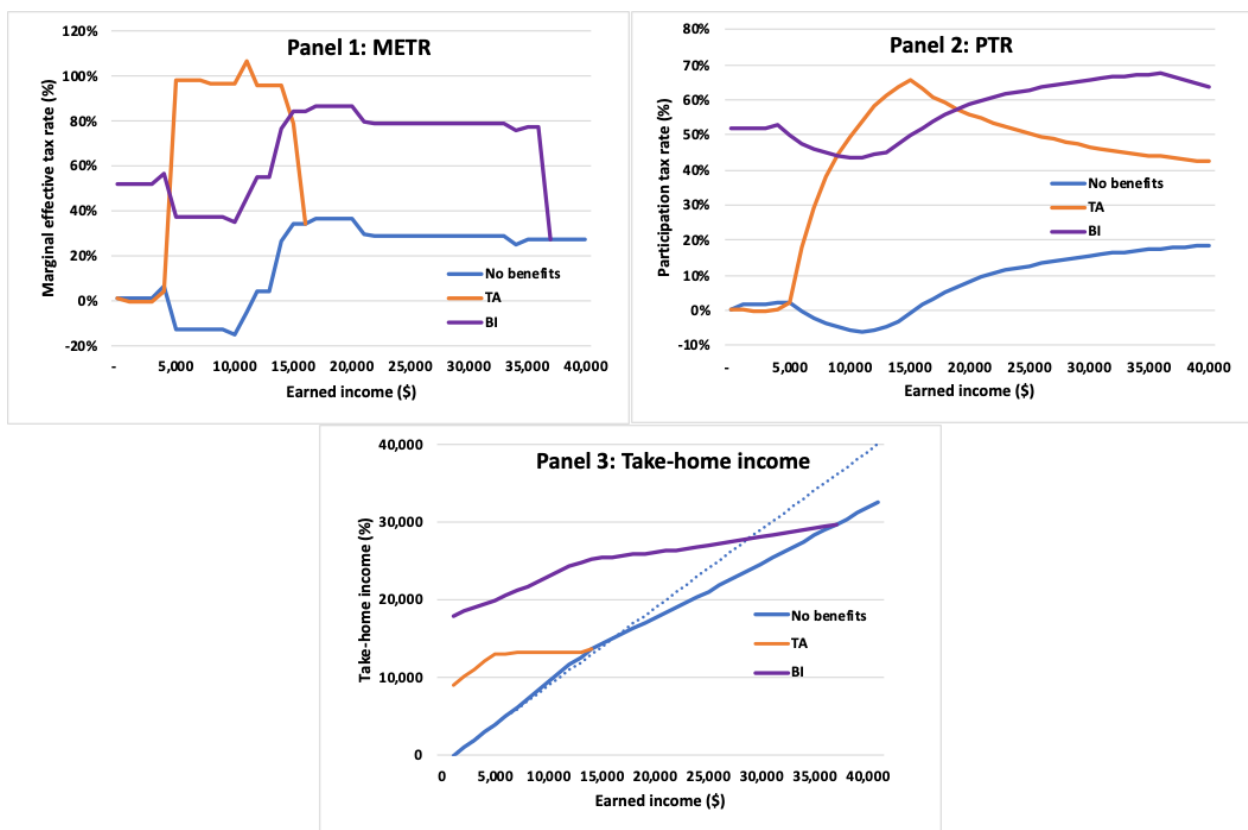 Panel 1: METR
Marginal effective tax rate (%)
120%
100%
80%
60%
40%
20%
0%
-20%
No benefits
TA
BI
- 5,000 10,000 15,000 20,000 25,000 30,000 35,000 40,000
Earned income ($)
Panel 2: PTR
Participation tax rate (%)
80%
70%
60%
50%
40%
30%
20%
10%
0%
-10%
No benefits
TA
BI
- 5,000 10,000 15,000 20,000 25,000 30,000 35,000 40,000
Earned income ($)
Panel 3: Take-home income
Take-home income (%)
40,000
30,000
20,000
10,000
0
No benefits
TA
BI
0 5,000 10,000 15,000 20,000 25,000 30,000 35,000 40,000
Earned income ($)